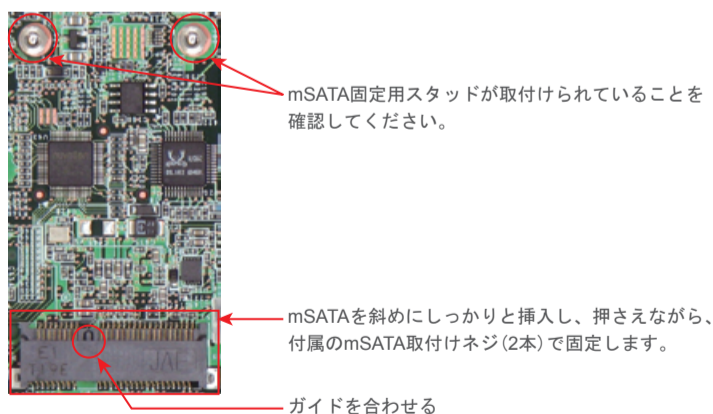 mSATA固定用スタッドが取付けられていることを
確認してください。
mSATAを斜めにしっかりと挿入し、押さえながら、
付属のmSATA取付けネジ(2本)で固定します。
JAE
ガイドを合わせる